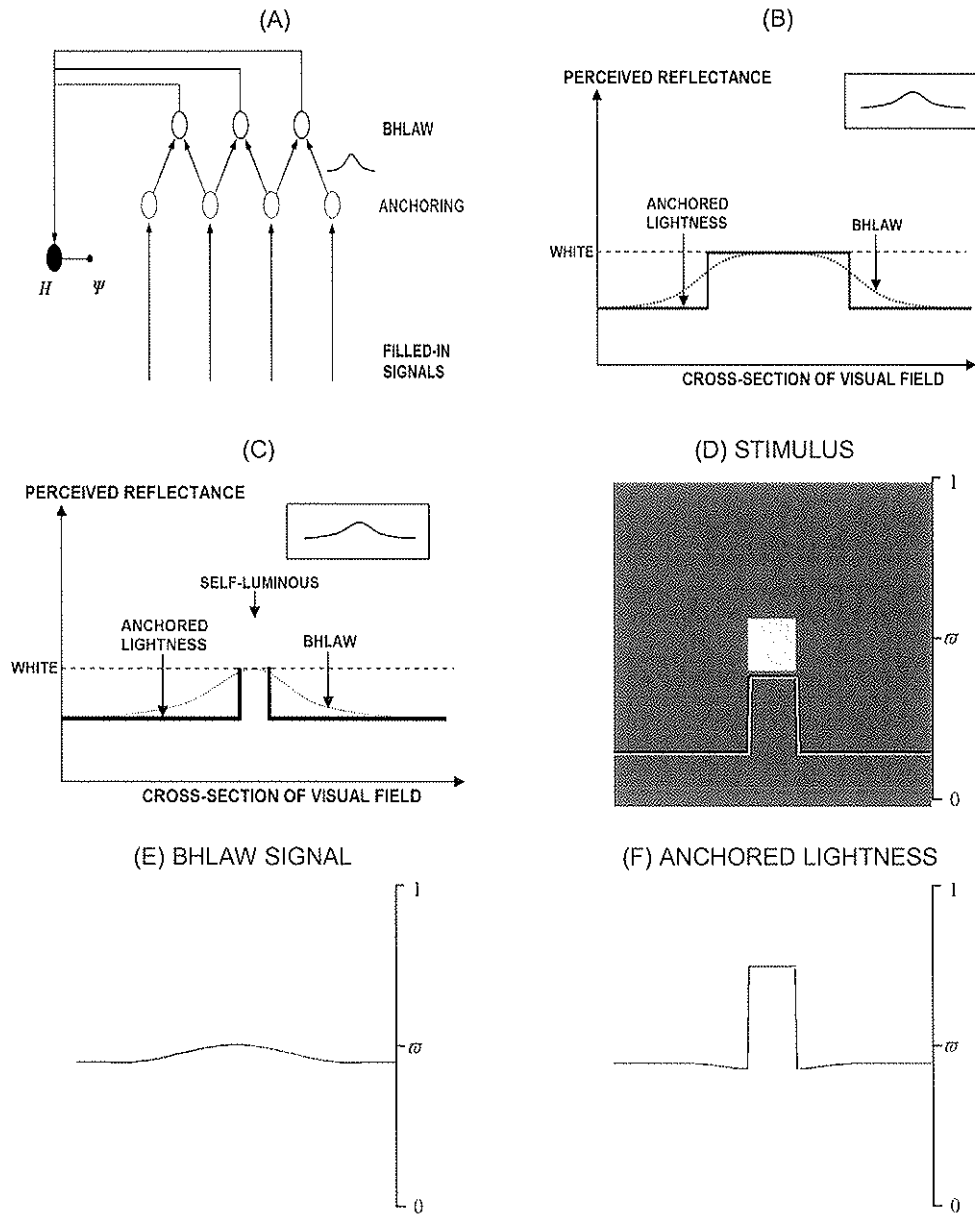 (A)
BHLAW
ANCHORING
H Ψ
FILLED-IN
SIGNALS
(B)
PERCEIVED REFLECTANCE
ANCHORED
LIGHTNESS
BHLAW
WHITE
CROSS-SECTION OF VISUAL FIELD
(C)
PERCEIVED REFLECTANCE
SELF-LUMINOUS
ANCHORED
LIGHTNESS
BHLAW
WHITE
CROSS-SECTION OF VISUAL FIELD
(D) STIMULUS
1
ϖ
0
(E) BHLAW SIGNAL
1
ϖ
0
(F) ANCHORED LIGHTNESS
1
ϖ
0